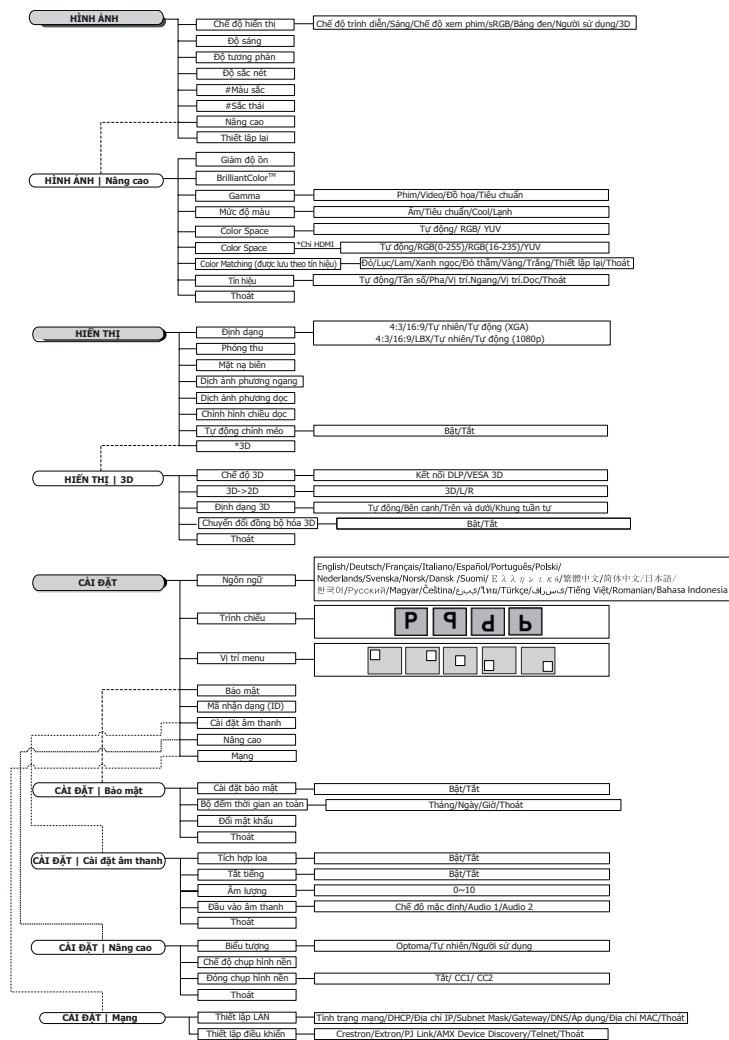 HÌNH ẢNH
Chế độ hiển thị
Chế độ trình diễn/Sáng/Chế độ xem phim/sRGB/Bảng đen/Người sử dụng/3D
Độ sáng
Độ tương phản
Độ sắc nét
#Màu sắc
#Sắc thái
Nâng cao
Thiết lập lại
HÌNH ẢNH | Nâng cao
Giảm độ ồn
BrilliantColor™
Gamma
Phim/Video/Đồ họa/Tiêu chuẩn
Mức độ màu
Ấm/Tiêu chuẩn/Cool/Lạnh
Color Space
Tự động/ RGB/ YUV
Color Space
*Chỉ HDMI
Tự động/RGB(0-255)/RGB(16-235)/YUV
Color Matching (được lưu theo tín hiệu)
Đỏ/Lục/Lam/Xanh ngọc/Đỏ thẫm/Vàng/Trắng/Thiết lập lại/Thoát
Tín hiệu
Tự động/Tần số/Pha/Vị trí.Ngang/Vị trí.Dọc/Thoát
Thoát
HIỂN THỊ
Định dạng
4:3/16:9/Tự nhiên/Tự động (XGA)
4:3/16:9/LBX/Tự nhiên/Tự động (1080p)
Phóng thu
Mặt nạ biên
Dịch ảnh phương ngang
Dịch ảnh phương dọc
Chỉnh hình chiều dọc
Tự động chỉnh méo
Bật/Tắt
*3D
HIỂN THỊ | 3D
Chế độ 3D
Kết nối DLP/VESA 3D
3D->2D
3D/L/R
Định dạng 3D
Tự động/Bên cạnh/Trên và dưới/Khung tuần tự
Chuyển đổi đồng bộ hóa 3D
Bật/Tắt
Thoát
CÀI ĐẶT
Ngôn ngữ
English/Deutsch/Français/Italiano/Español/Português/Polski/
Nederlands/Svenska/Norsk/Dansk /Suomi/ Ελληνικά/繁體中文/简体中文/日本語/
한국어/Русский/Magyar/Čeština/عربي/ไทย/Türkçe/فارسی/Tiếng Việt/Romanian/Bahasa Indonesia
Trình chiếu
P
Vị trí menu
Bảo mật
Mã nhận dạng (ID)
Cài đặt âm thanh
Nâng cao
Mạng
CÀI ĐẶT | Bảo mật
Cài đặt bảo mật
Bật/Tắt
Bộ đếm thời gian an toàn
Tháng/Ngày/Giờ/Thoát
Đổi mật khẩu
Thoát
CÀI ĐẶT | Cài đặt âm thanh
Tích hợp loa
Bật/Tắt
Tắt tiếng
Bật/Tắt
Âm lượng
0~10
Đầu vào âm thanh
Chế độ mặc định/Audio 1/Audio 2
Thoát
CÀI ĐẶT | Nâng cao
Biểu tượng
Optoma/Tự nhiên/Người sử dụng
Chế độ chụp hình nền
Đóng chụp hình nền
Tắt/ CC1/ CC2
Thoát
CÀI ĐẶT | Mạng
Thiết lập LAN
Tình trạng mạng/DHCP/Địa chỉ IP/Subnet Mask/Gateway/DNS/Áp dụng/Địa chỉ MAC/Thoát
Thiết lập điều khiển
Crestron/Extron/PJ Link/AMX Device Discovery/Telnet/Thoát